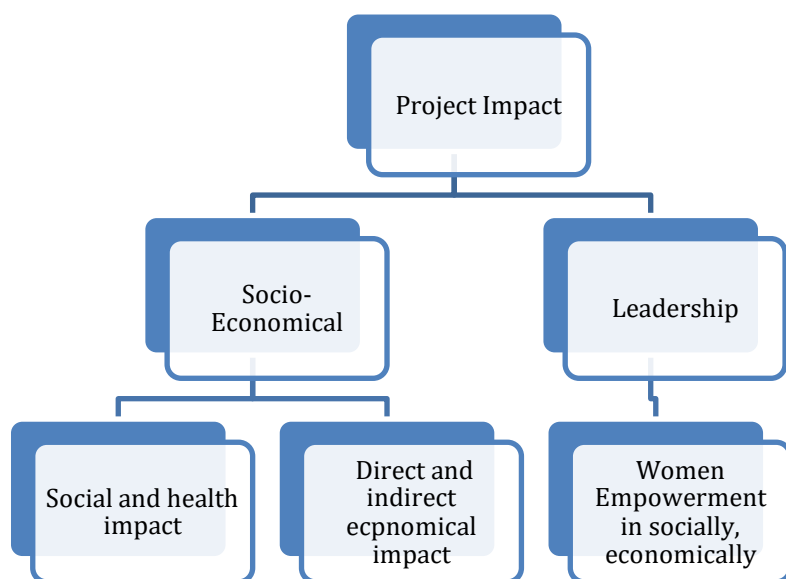 Project Impact
Socio-
Economical
Leadership
Social and health
impact
Direct and
indirect
ecpnomical
impact
Women
Empowerment
in socially,
economically